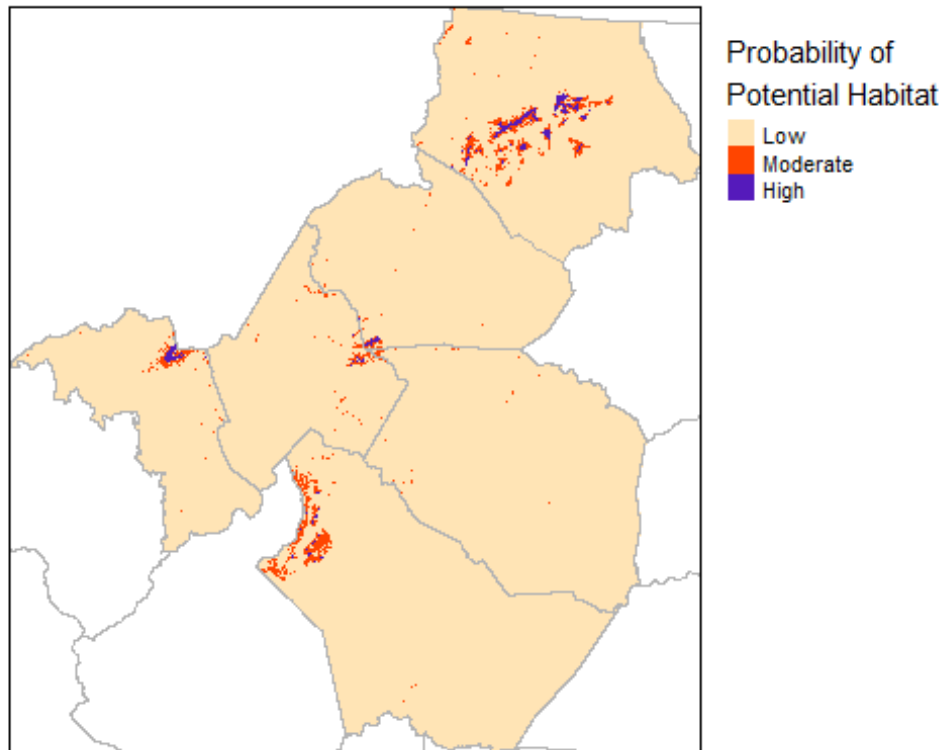 Probability of
Potential Habitat
Low
Moderate
High